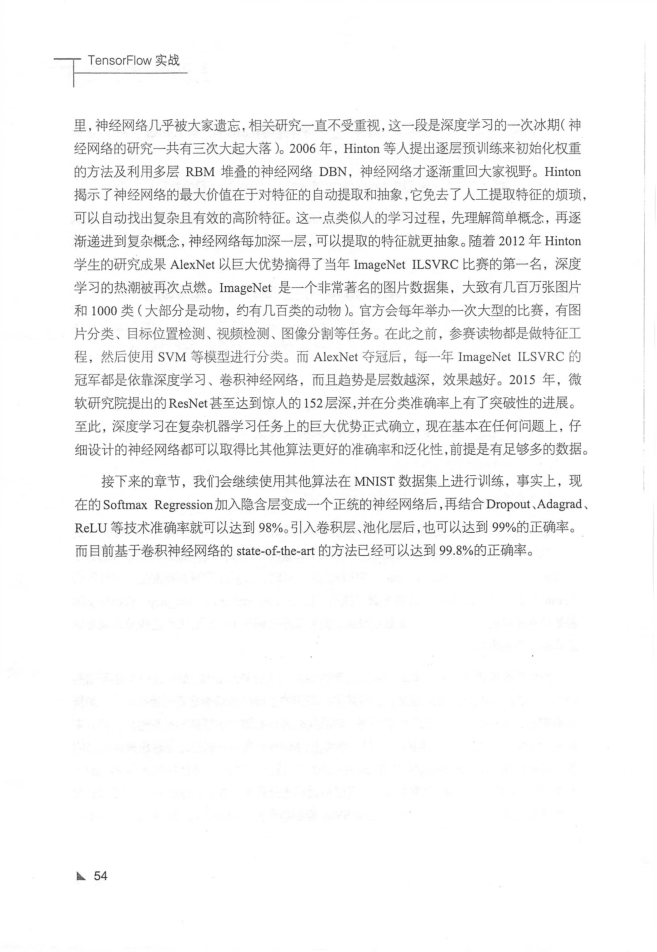 TensorFlow 实战
里，神经网络几乎被大家遗忘，相关研究一直不受重视，这一段是深度学习的一次冰期（神
经网络的研究一共有三次大起大落）。2006 年，Hinton 等人提出逐层预训练来初始化权重
的方法及利用多层 RBM 堆叠的神经网络 DBN，神经网络才逐渐重回大家视野。Hinton
揭示了神经网络的最大价值在于对特征的自动提取和抽象，它免去了人工提取特征的烦琐，
可以自动找出复杂且有效的高阶特征。这一点类似人的学习过程，先理解简单概念，再逐
渐递进到复杂概念，神经网络每加深一层，可以提取的特征就更抽象。随着 2012 年 Hinton
学生的研究成果 AlexNet 以巨大优势摘得了当年 ImageNet ILSVRC 比赛的第一名，深度
学习的热潮被再次点燃。ImageNet 是一个非常著名的图片数据集，大致有几百万张图片
和 1000 类（大部分是动物，约有几百类的动物）。官方会每年举办一次大型的比赛，有图
片分类、目标位置检测、视频检测、图像分割等任务。在此之前，参赛读物都是做特征工
程，然后使用 SVM 等模型进行分类。而 AlexNet 夺冠后，每一年 ImageNet ILSVRC 的
冠军都是依靠深度学习、卷积神经网络，而且趋势是层数越深，效果越好。2015 年，微
软研究院提出的 ResNet 甚至达到惊人的 152 层深，并在分类准确率上有了突破性的进展。
至此，深度学习在复杂机器学习任务上的巨大优势正式确立，现在基本在任何问题上，仔
细设计的神经网络都可以取得比其他算法更好的准确率和泛化性，前提是有足够多的数据。
接下来的章节，我们会继续使用其他算法在 MNIST 数据集上进行训练，事实上，现
在的 Softmax Regression 加入隐含层变成一个正统的神经网络后，再结合 Dropout、Adagrad、
ReLU 等技术准确率就可以达到 98%。引入卷积层、池化层后，也可以达到 99%的正确率。
而目前基于卷积神经网络的 state-of-the-art 的方法已经可以达到 99.8%的正确率。
54